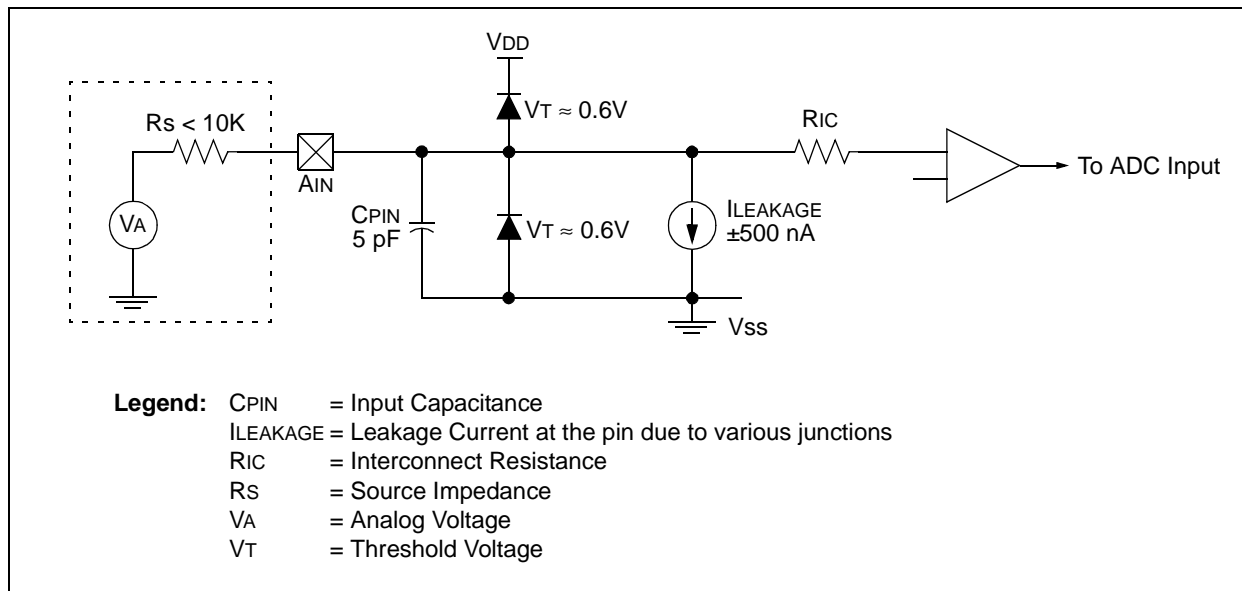 VDD
Rs < 10K
VT ≈ 0.6V
RIC
AIN
To ADC Input
VA
CPIN
5 pF
VT ≈ 0.6V
ILEAKAGE
±500 nA
Vss
Legend: CPIN = Input Capacitance
ILEAKAGE = Leakage Current at the pin due to various junctions
RIC = Interconnect Resistance
RS = Source Impedance
VA = Analog Voltage
VT = Threshold Voltage